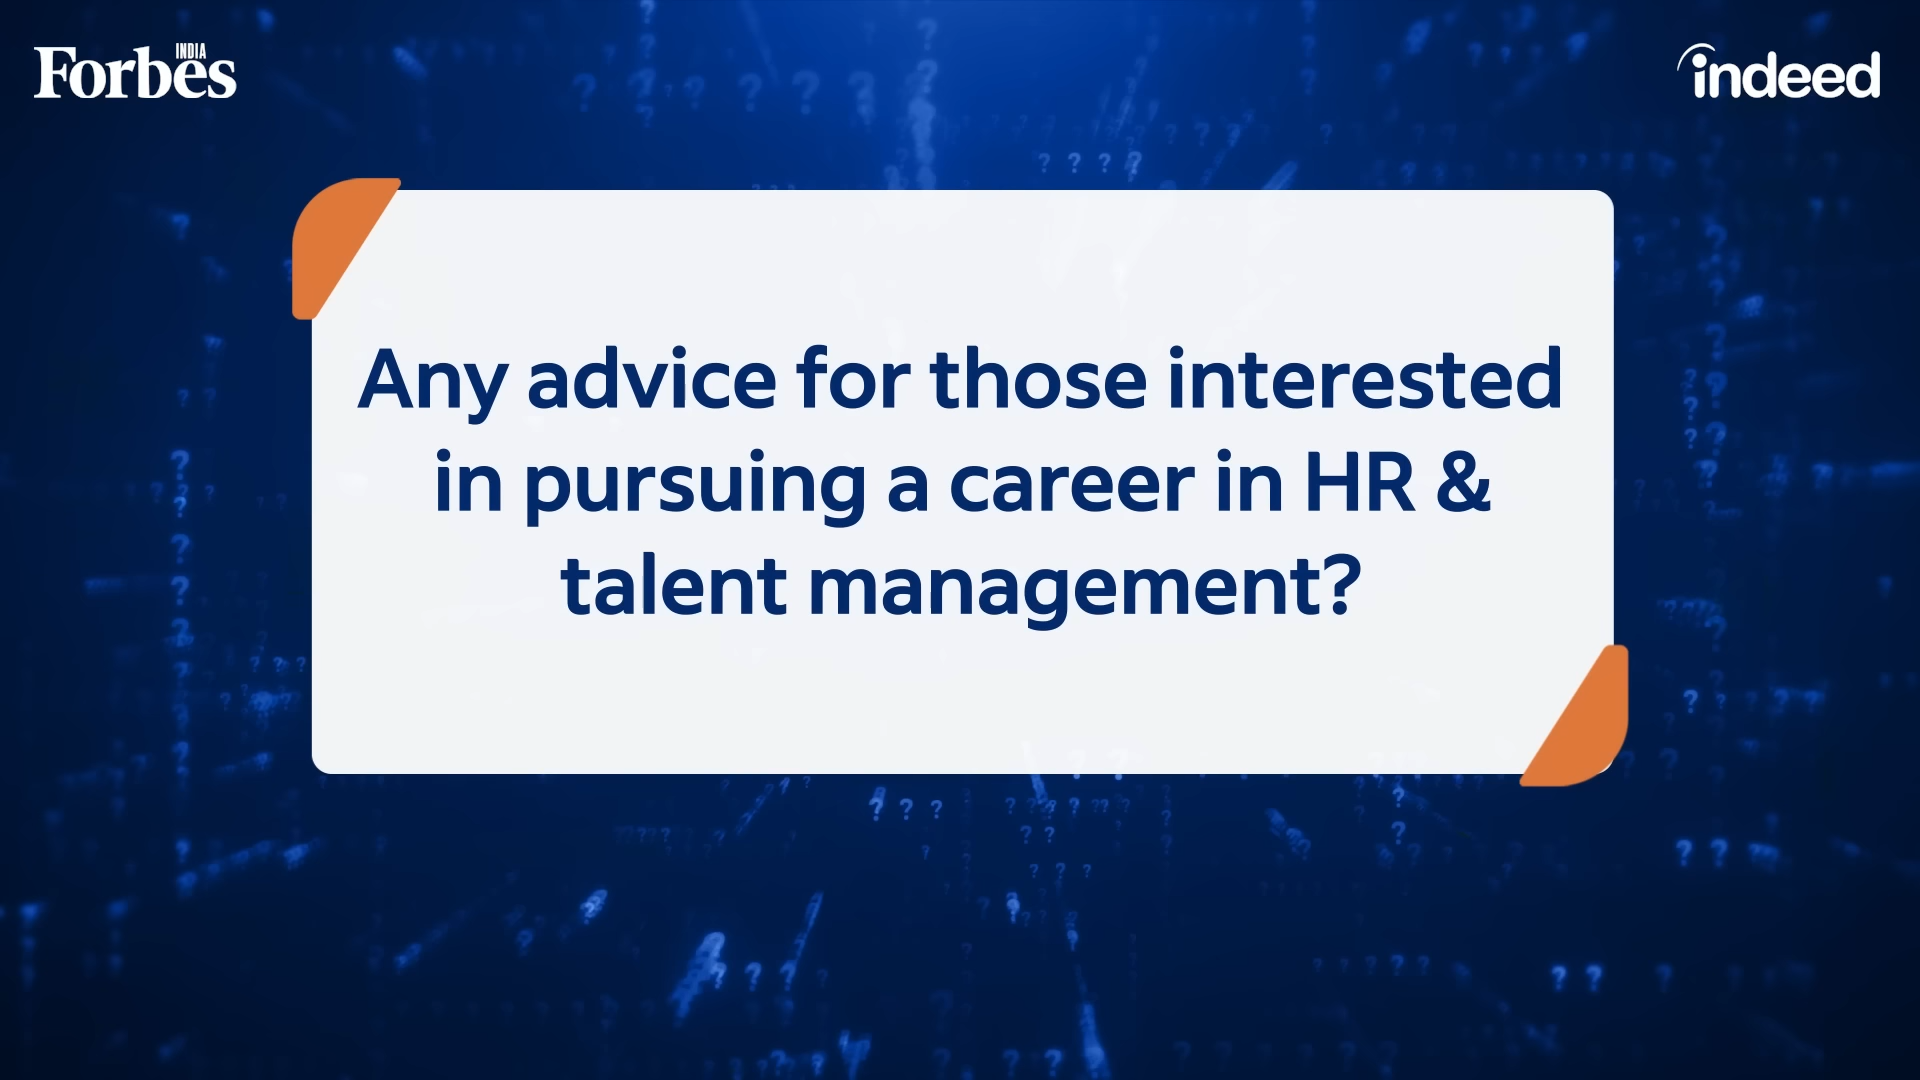 Forbes
INDIA
indeed
Any advice for those interested
in pursuing a career in HR &
talent management?